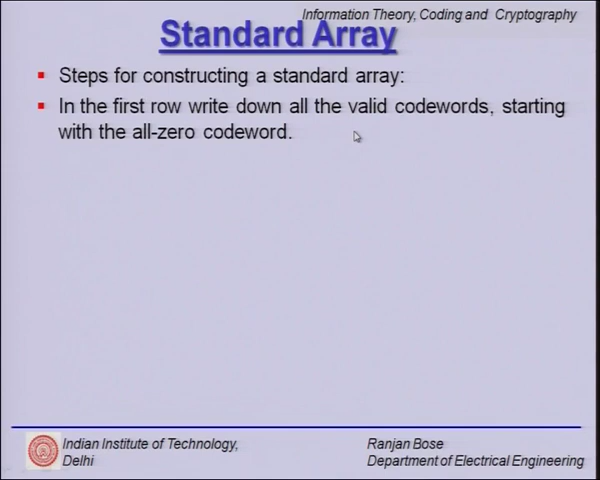 Information Theory, Coding and Cryptography
Standard Array
Steps for constructing a standard array:
In the first row write down all the valid codewords, starting
with the all-zero codeword.
Indian Institute of Technology,
Delhi
Ranjan Bose
Department of Electrical Engineering